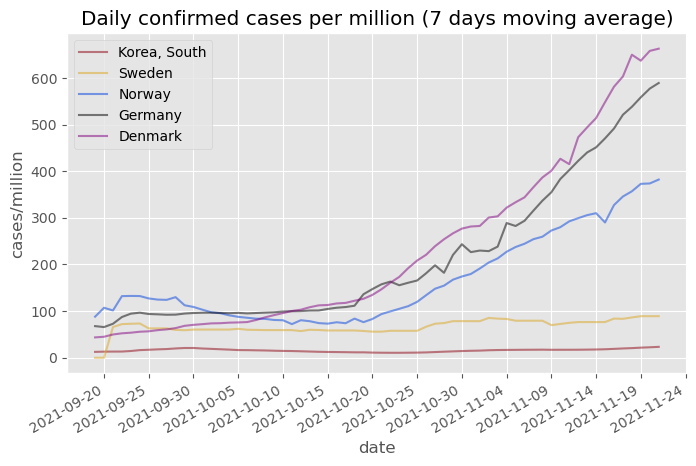 Daily confirmed cases per million (7 days moving average)
Korea, South
Sweden
Norway
Germany
Denmark
cases/million
600
500
400
300
200
100
0
2021-09-20
2021-09-25
2021-09-30
2021-10-05
2021-10-10
2021-10-15
2021-10-20
2021-10-25
2021-10-30
2021-11-04
2021-11-09
2021-11-14
2021-11-19
2021-11-24
date